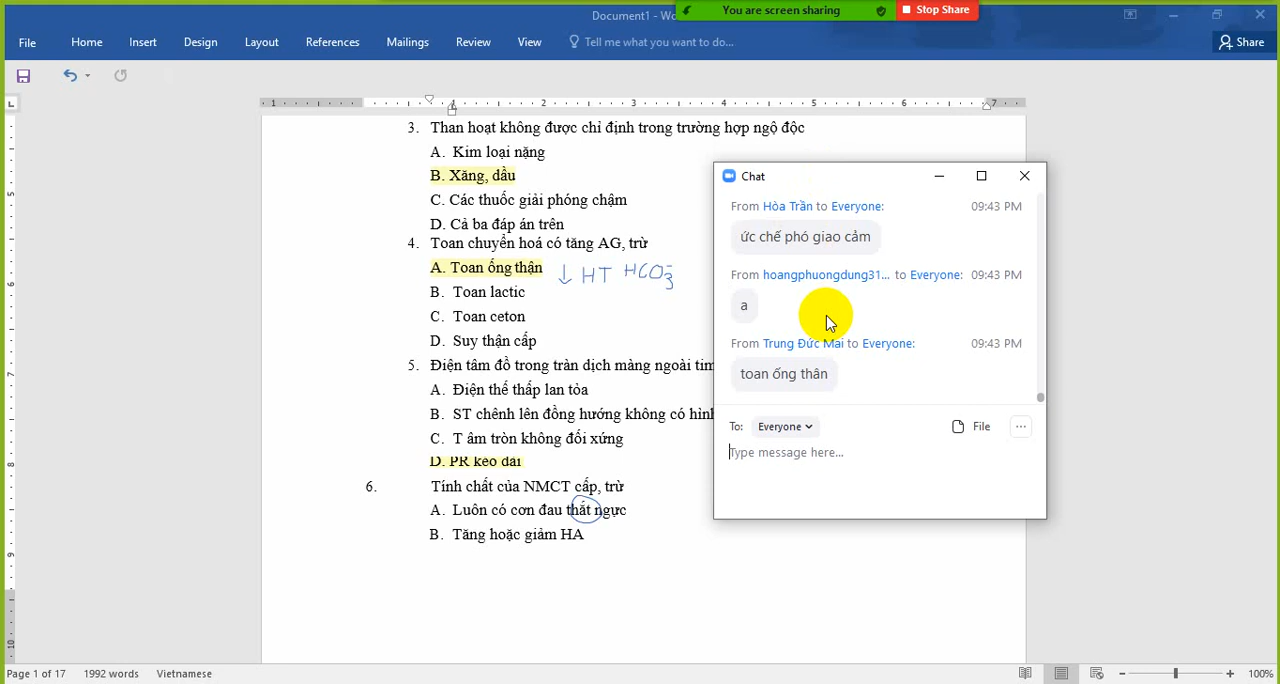 Document1 - Wo
You are screen sharing
Stop Share
File Home Insert Design Layout References Mailings Review View Tell me what you want to do...
Share
1 1 2 3 4 5 6 7
3. Than hoạt không được chỉ định trong trường hợp ngộ độc
A. Kim loại nặng
B. Xăng, dầu
C. Các thuốc giải phóng chậm
D. Cả ba đáp án trên
4. Toan chuyển hoá có tăng AG, trừ
A. Toan ống thận ↓ HT HCO3-
B. Toan lactic
C. Toan ceton
D. Suy thận cấp
5. Điện tâm đồ trong tràn dịch màng ngoài tim
A. Điện thế thấp lan tỏa
B. ST chênh lên đồng hướng không có hình
C. T âm tròn không đối xứng
D. PR kéo dài
6. Tính chất của NMCT cấp, trừ
A. Luôn có cơn đau thắt ngực
B. Tăng hoặc giảm HA
Chat
From Hòa Trần to Everyone: 09:43 PM
ức chế phó giao cảm
From hoangphuongdung31... to Everyone: 09:43 PM
a
From Trung Đức Mai to Everyone: 09:43 PM
toan ống thân
To: Everyone File ...
Type message here...
Page 1 of 17 1992 words Vietnamese 100%